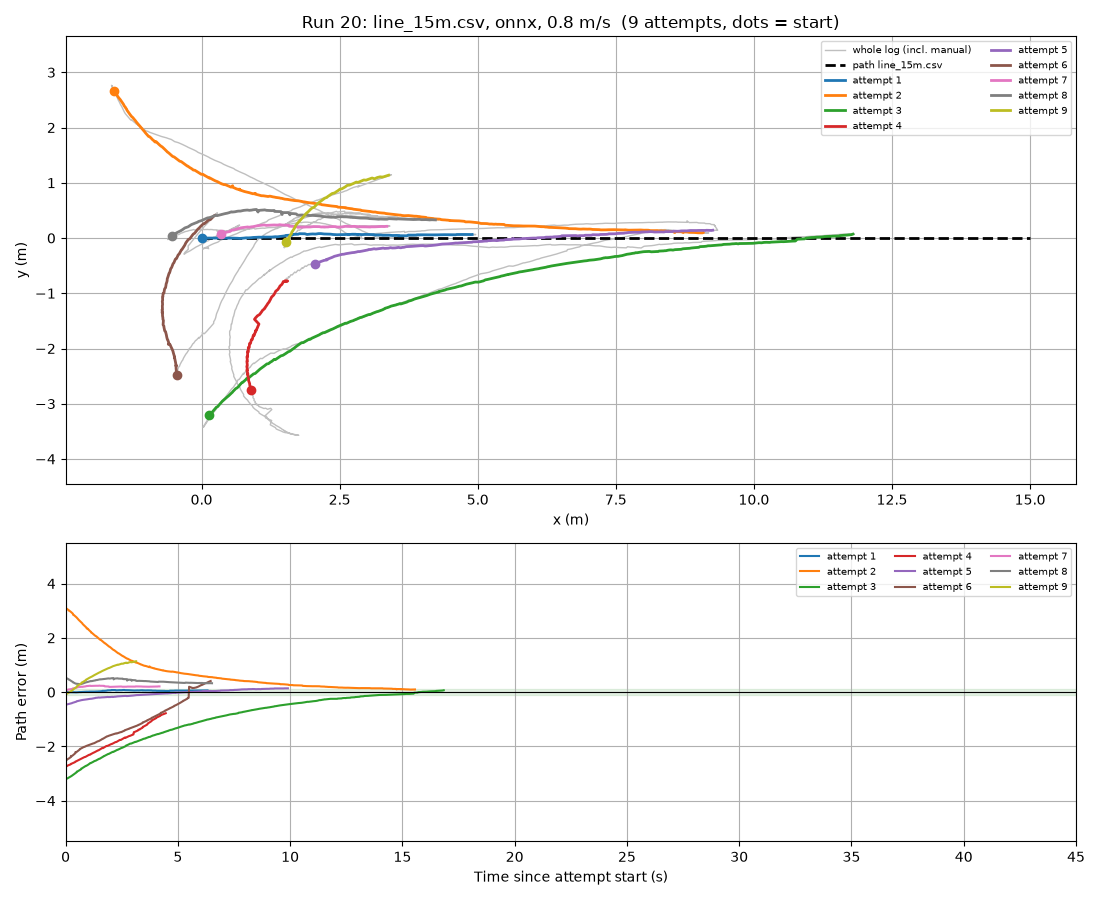 Run 20: line_15m.csv, onnx, 0.8 m/s  (9 attempts, dots = start)
whole log (incl. manual)
path line_15m.csv
attempt 1
attempt 2
attempt 3
attempt 4
attempt 5
attempt 6
attempt 7
attempt 8
attempt 9
y (m)
3
2
1
0
−1
−2
−3
−4
0.0 2.5 5.0 7.5 10.0 12.5 15.0
x (m)
attempt 1
attempt 2
attempt 3
attempt 4
attempt 5
attempt 6
attempt 7
attempt 8
attempt 9
Path error (m)
4
2
0
−2
−4
0 5 10 15 20 25 30 35 40 45
Time since attempt start (s)